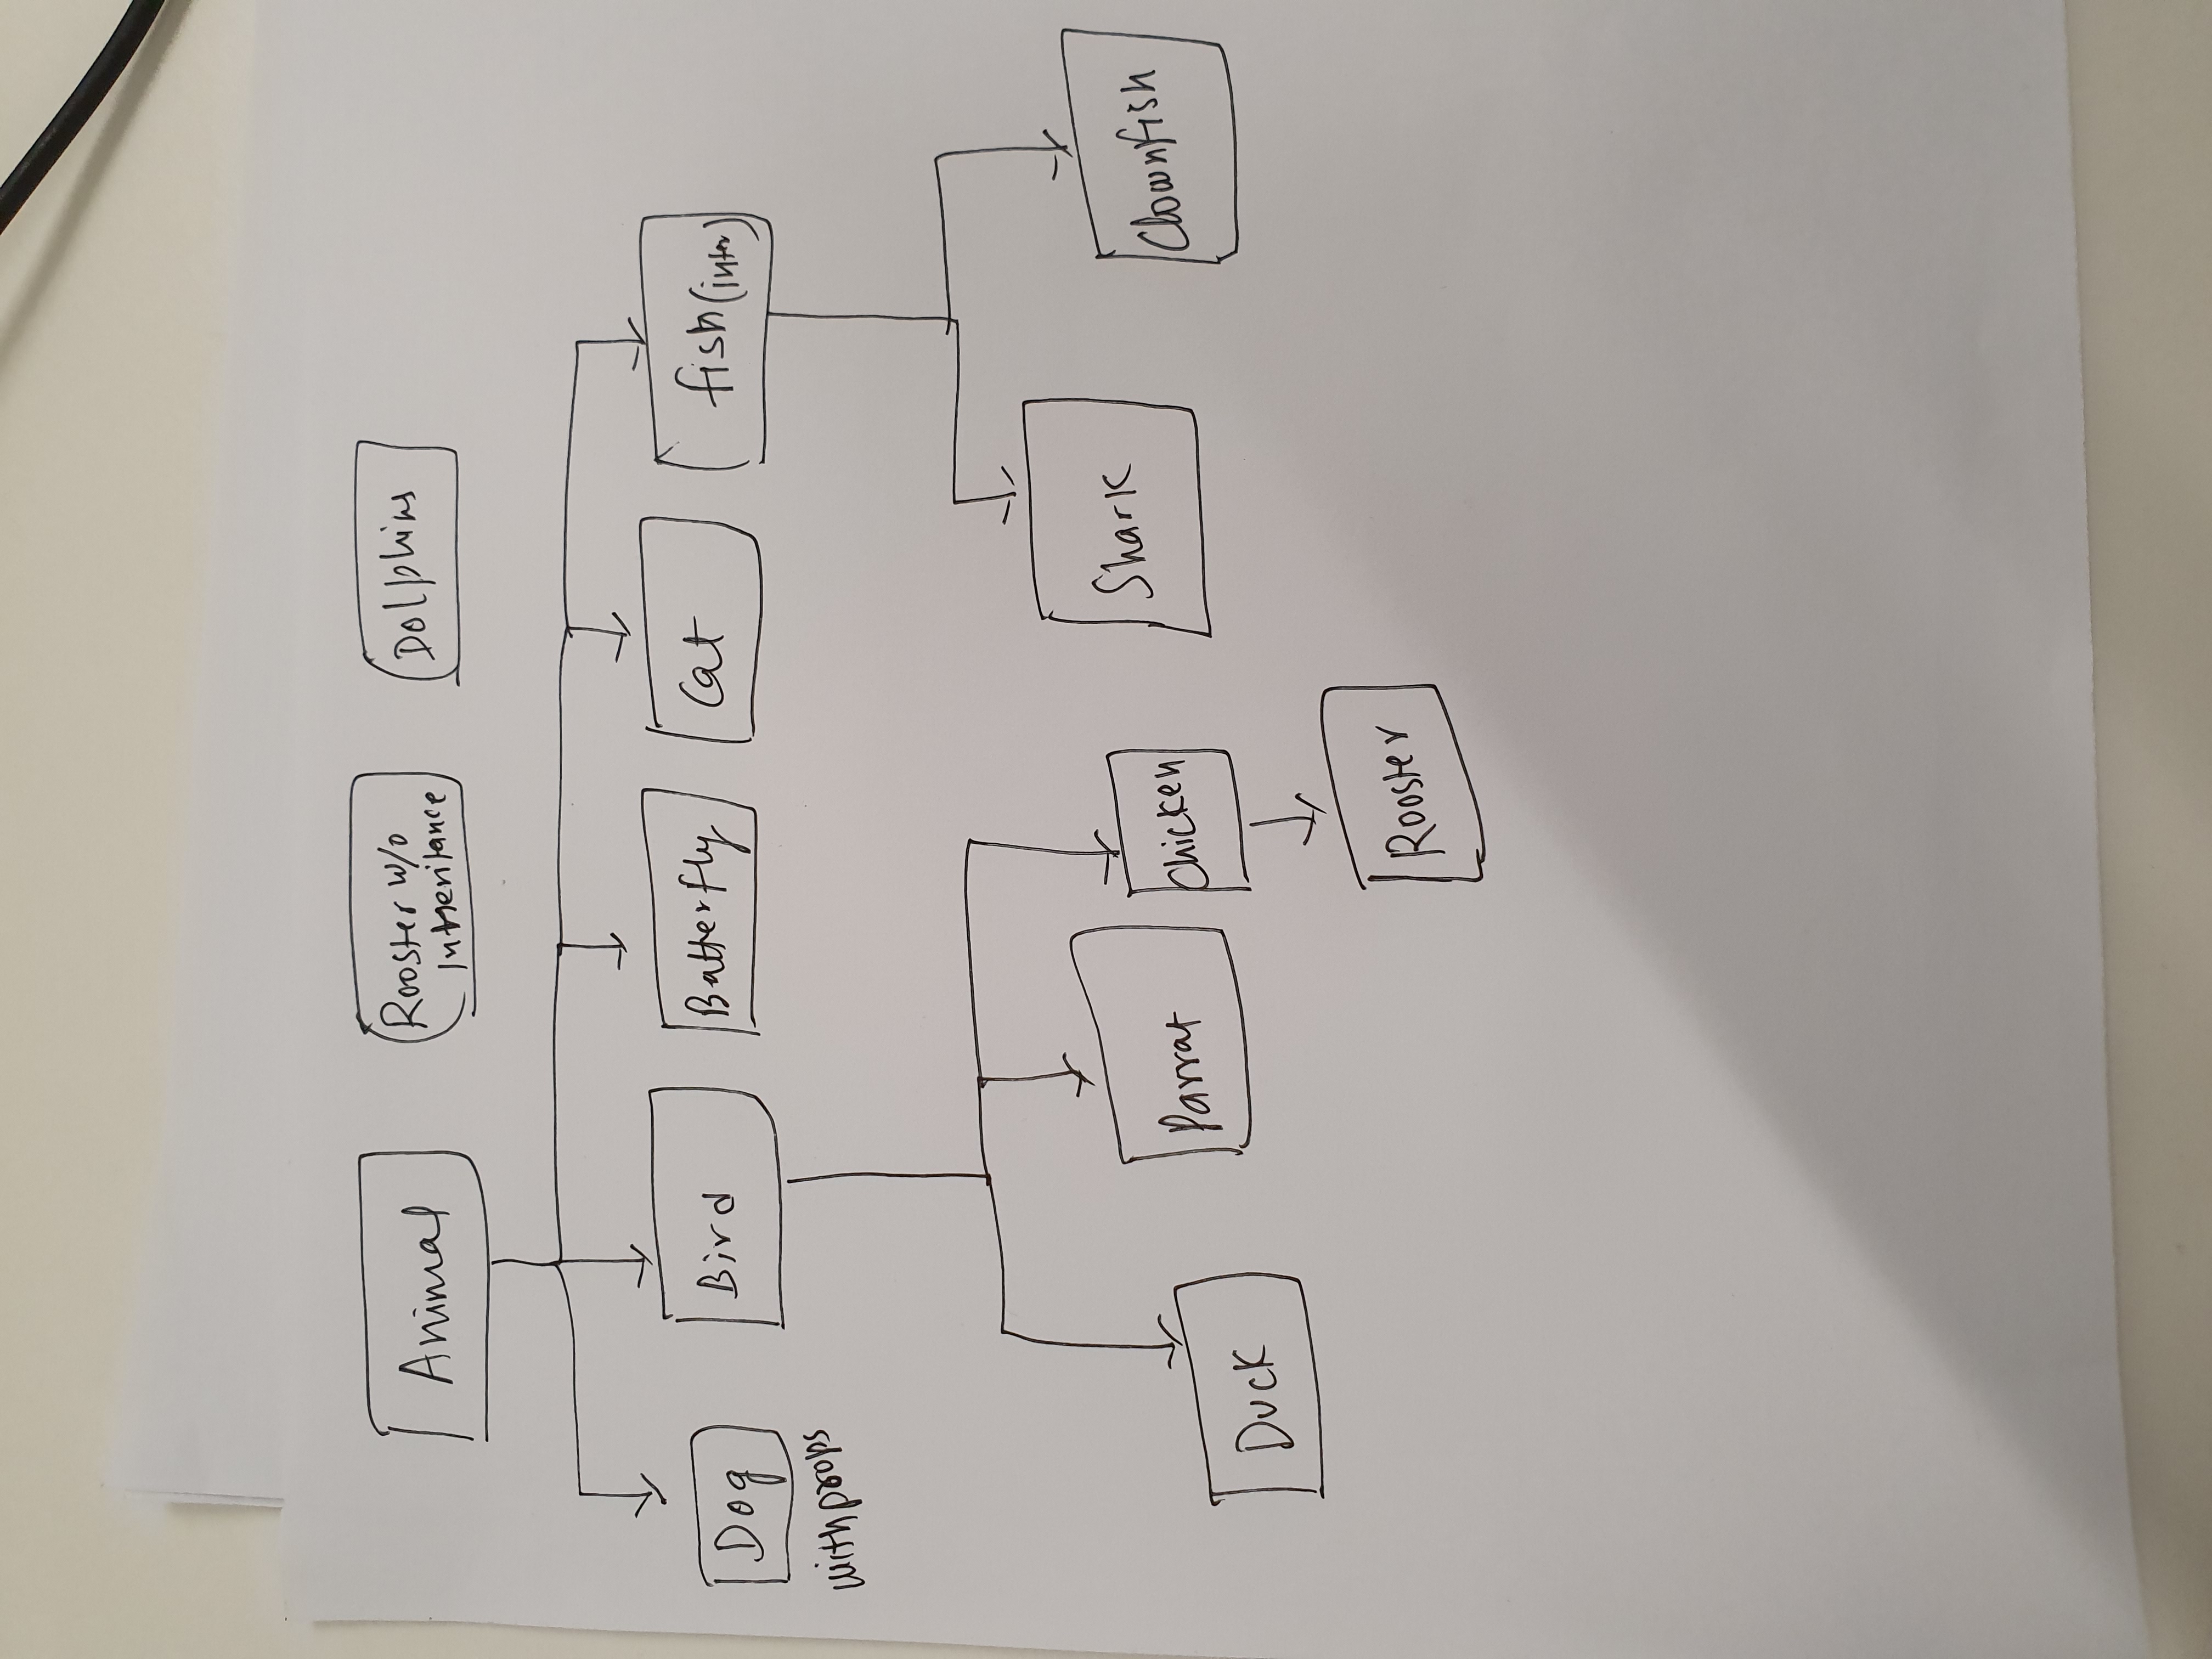 Animal
Rooster w/o
Inheritance
Dolphins
Dog
with props
Bird
Batterfly
Cat
fish (inter)
Duck
Parrat
Chicken
Shark
Clownfish
Rooster